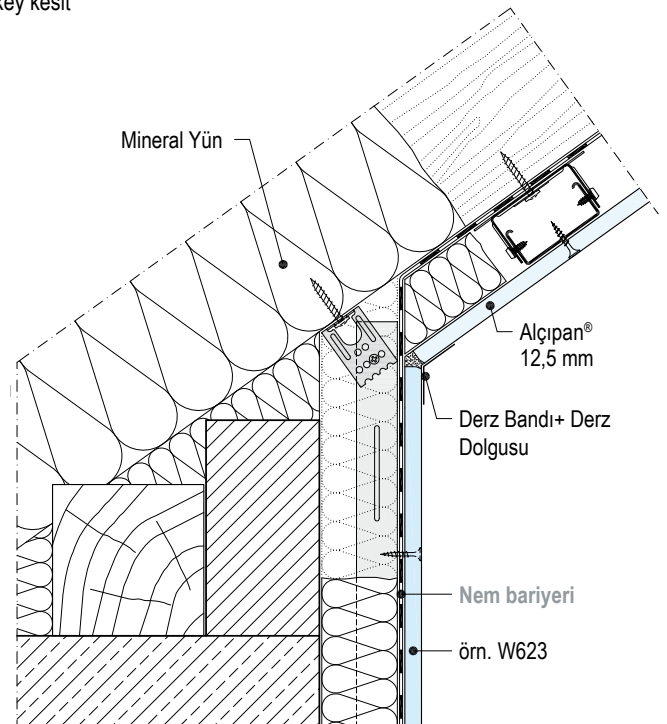 key kesit
Mineral Yün
Alçıpan®
12,5 mm
Derz Bandı+ Derz
Dolgusu
Nem bariyeri
örn. W623